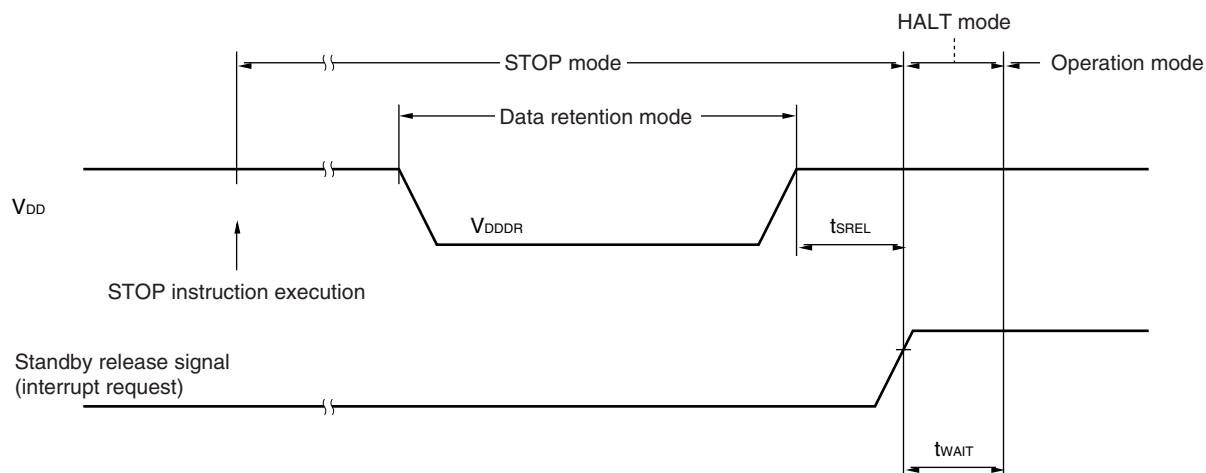 HALT mode
STOP mode
Operation mode
Data retention mode
VDD
VDDDR
tSREL
STOP instruction execution
Standby release signal
(interrupt request)
tWAIT